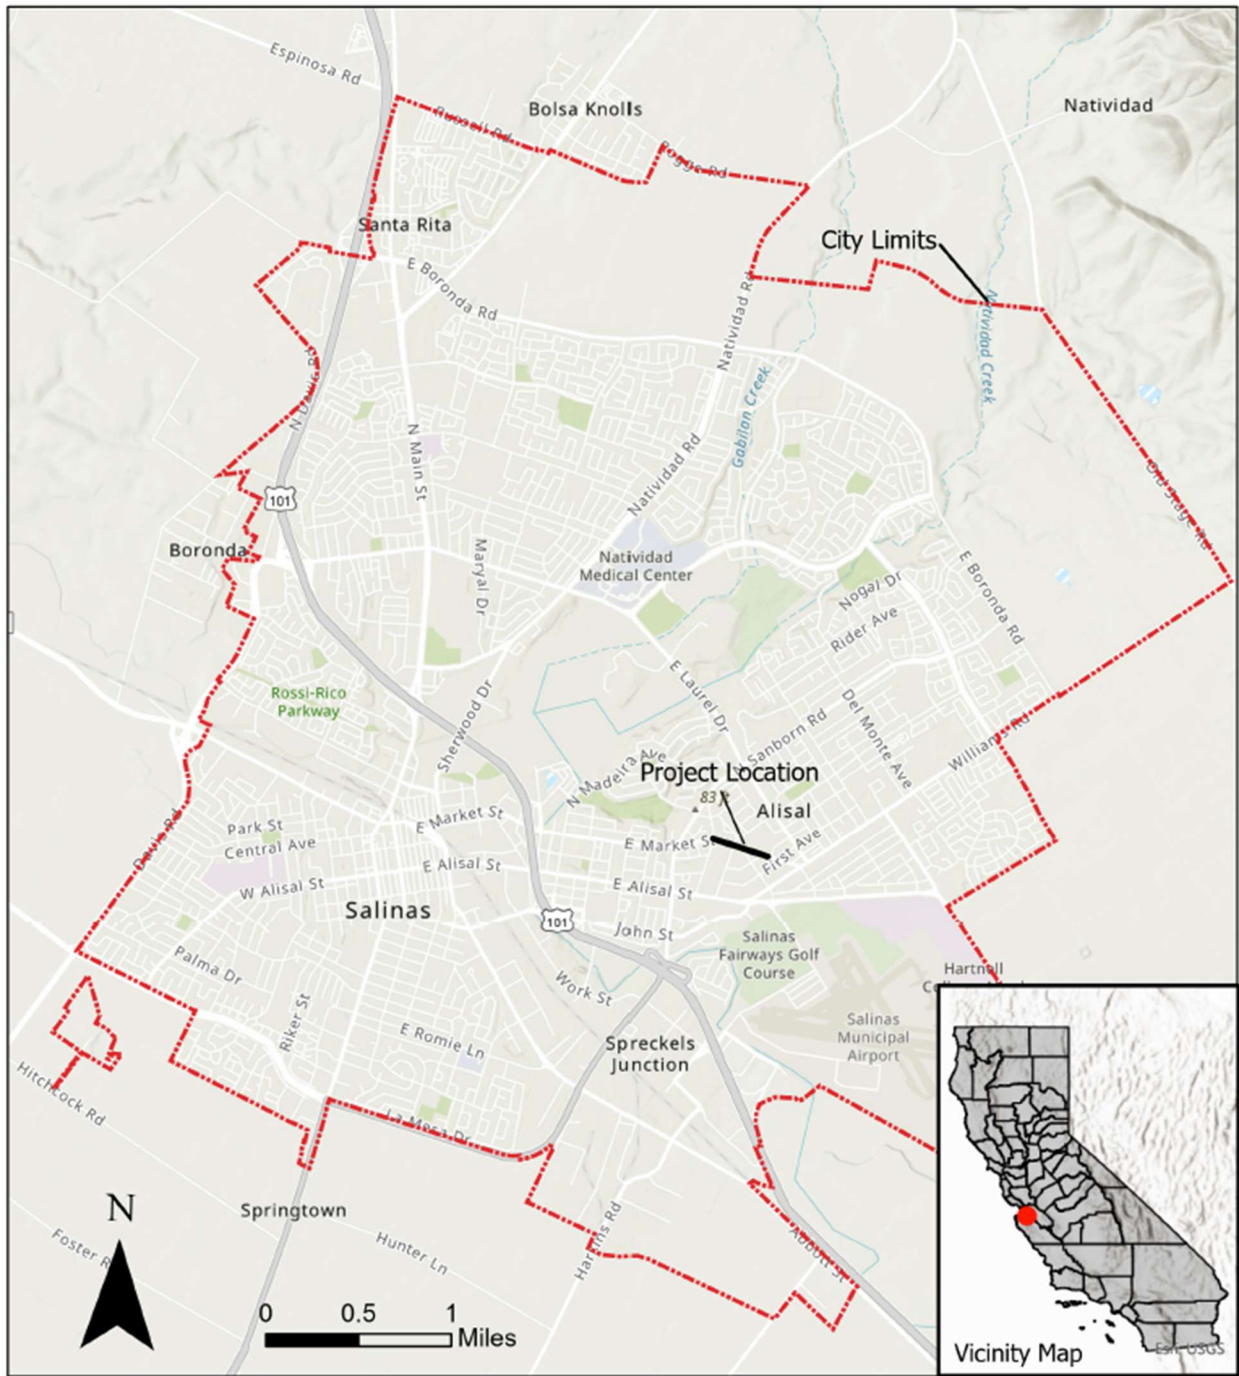 Espinosa Rd
Bolsa Knolls
Natividad
Russell Rd
Rogge Rd
Santa Rita
City Limits
E Boronda Rd
Natividad Rd
Natividad Creek
N Davis Rd
Gabilan Creek
N Main St
Natividad Rd
Old Stage Rd
101
Boronda
Maryal Dr
Natividad
Medical Center
E Boronda Rd
Nogal Dr
Rider Ave
Rossi-Rico
Parkway
E Laurel Dr
Sherwood Dr
Sanborn Rd
Del Monte Ave
Williams Rd
N Madeira Ave
Project Location
83 ft
Alisal
Davis Rd
Park St
E Market St
Central Ave
E Market St
First Ave
E Alisal St
W Alisal St
E Alisal St
Salinas
101
John St
Salinas
Fairways Golf
Course
Palma Dr
Hartnell
Work St
Riker St
E Romie Ln
Spreckels
Junction
Salinas
Municipal
Airport
Hitchcock Rd
La Mesa Dr
N
Springtown
Hunter Ln
Foster R
Harkins Rd
Abbott St
0 0.5 1
Miles
Vicinity Map
Esri, USGS